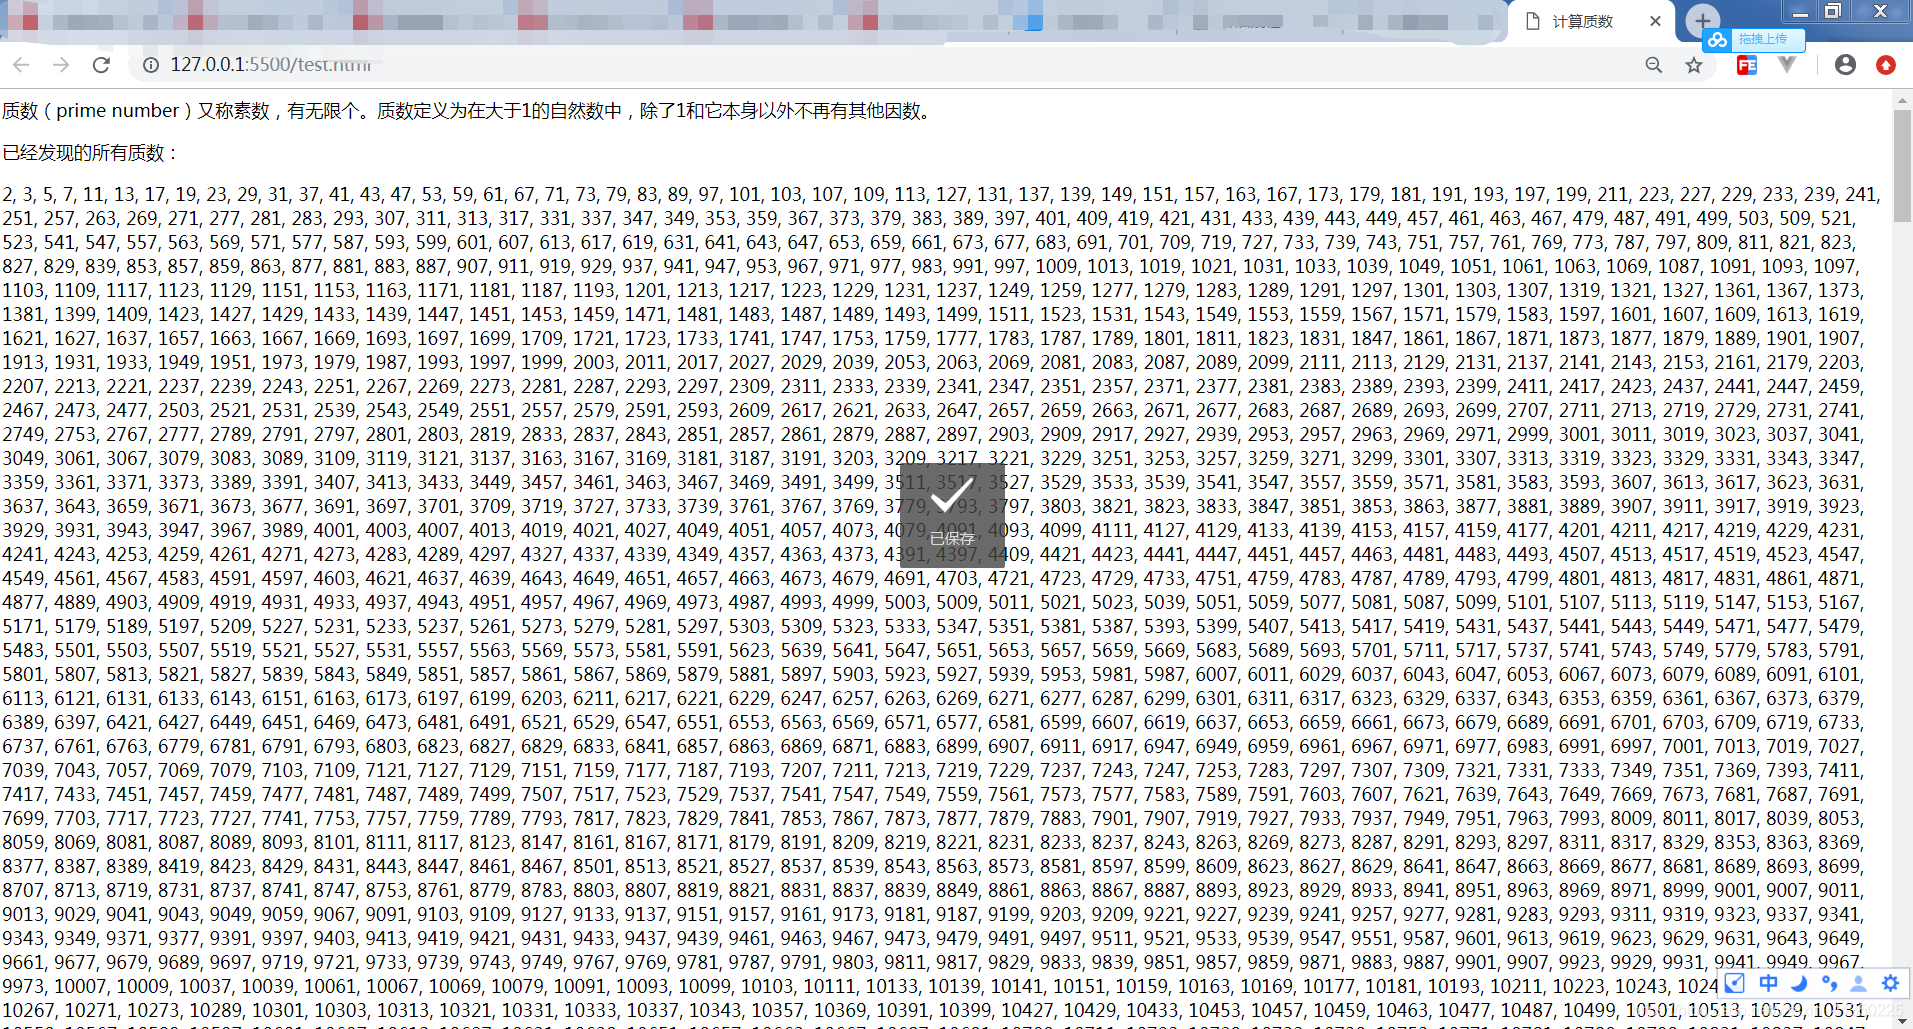 计算质数
拖拽上传
127.0.0.1:5500/test.html
质数（prime number）又称素数，有无限个。质数定义为在大于1的自然数中，除了1和它本身以外不再有其他因数。
已经发现的所有质数：
2, 3, 5, 7, 11, 13, 17, 19, 23, 29, 31, 37, 41, 43, 47, 53, 59, 61, 67, 71, 73, 79, 83, 89, 97, 101, 103, 107, 109, 113, 127, 131, 137, 139, 149, 151, 157, 163, 167, 173, 179, 181, 191, 193, 197, 199, 211, 223, 227, 229, 233, 239, 241,
251, 257, 263, 269, 271, 277, 281, 283, 293, 307, 311, 313, 317, 331, 337, 347, 349, 353, 359, 367, 373, 379, 383, 389, 397, 401, 409, 419, 421, 431, 433, 439, 443, 449, 457, 461, 463, 467, 479, 487, 491, 499, 503, 509, 521,
523, 541, 547, 557, 563, 569, 571, 577, 587, 593, 599, 601, 607, 613, 617, 619, 631, 641, 643, 647, 653, 659, 661, 673, 677, 683, 691, 701, 709, 719, 727, 733, 739, 743, 751, 757, 761, 769, 773, 787, 797, 809, 811, 821, 823,
827, 829, 839, 853, 857, 859, 863, 877, 881, 883, 887, 907, 911, 919, 929, 937, 941, 947, 953, 967, 971, 977, 983, 991, 997, 1009, 1013, 1019, 1021, 1031, 1033, 1039, 1049, 1051, 1061, 1063, 1069, 1087, 1091, 1093, 1097,
1103, 1109, 1117, 1123, 1129, 1151, 1153, 1163, 1171, 1181, 1187, 1193, 1201, 1213, 1217, 1223, 1229, 1231, 1237, 1249, 1259, 1277, 1279, 1283, 1289, 1291, 1297, 1301, 1303, 1307, 1319, 1321, 1327, 1361, 1367, 1373,
1381, 1399, 1409, 1423, 1427, 1429, 1433, 1439, 1447, 1451, 1453, 1459, 1471, 1481, 1483, 1487, 1489, 1493, 1499, 1511, 1523, 1531, 1543, 1549, 1553, 1559, 1567, 1571, 1579, 1583, 1597, 1601, 1607, 1609, 1613, 1619,
1621, 1627, 1637, 1657, 1663, 1667, 1669, 1693, 1697, 1699, 1709, 1721, 1723, 1733, 1741, 1747, 1753, 1759, 1777, 1783, 1787, 1789, 1801, 1811, 1823, 1831, 1847, 1861, 1867, 1871, 1873, 1877, 1879, 1889, 1901, 1907,
1913, 1931, 1933, 1949, 1951, 1973, 1979, 1987, 1993, 1997, 1999, 2003, 2011, 2017, 2027, 2029, 2039, 2053, 2063, 2069, 2081, 2083, 2087, 2089, 2099, 2111, 2113, 2129, 2131, 2137, 2141, 2143, 2153, 2161, 2179, 2203,
2207, 2213, 2221, 2237, 2239, 2243, 2251, 2267, 2269, 2273, 2281, 2287, 2293, 2297, 2309, 2311, 2333, 2339, 2341, 2347, 2351, 2357, 2371, 2377, 2381, 2383, 2389, 2393, 2399, 2411, 2417, 2423, 2437, 2441, 2447, 2459,
2467, 2473, 2477, 2503, 2521, 2531, 2539, 2543, 2549, 2551, 2557, 2579, 2591, 2593, 2609, 2617, 2621, 2633, 2647, 2657, 2659, 2663, 2671, 2677, 2683, 2687, 2689, 2693, 2699, 2707, 2711, 2713, 2719, 2729, 2731, 2741,
2749, 2753, 2767, 2777, 2789, 2791, 2797, 2801, 2803, 2819, 2833, 2837, 2843, 2851, 2857, 2861, 2879, 2887, 2897, 2903, 2909, 2917, 2927, 2939, 2953, 2957, 2963, 2969, 2971, 2999, 3001, 3011, 3019, 3023, 3037, 3041,
3049, 3061, 3067, 3079, 3083, 3089, 3109, 3119, 3121, 3137, 3163, 3167, 3169, 3181, 3187, 3191, 3203, 3209, 3217, 3221, 3229, 3251, 3253, 3257, 3259, 3271, 3299, 3301, 3307, 3313, 3319, 3323, 3329, 3331, 3343, 3347,
3359, 3361, 3371, 3373, 3389, 3391, 3407, 3413, 3433, 3449, 3457, 3461, 3463, 3467, 3469, 3491, 3499, 3511, 3517, 3527, 3529, 3533, 3539, 3541, 3547, 3557, 3559, 3571, 3581, 3583, 3593, 3607, 3613, 3617, 3623, 3631,
3637, 3643, 3659, 3671, 3673, 3677, 3691, 3697, 3701, 3709, 3719, 3727, 3733, 3739, 3761, 3767, 3769, 3779, 3793, 3797, 3803, 3821, 3823, 3833, 3847, 3851, 3853, 3863, 3877, 3881, 3889, 3907, 3911, 3917, 3919, 3923,
3929, 3931, 3943, 3947, 3967, 3989, 4001, 4003, 4007, 4013, 4019, 4021, 4027, 4049, 4051, 4057, 4073, 4079, 4091, 4093, 4099, 4111, 4127, 4129, 4133, 4139, 4153, 4157, 4159, 4177, 4201, 4211, 4217, 4219, 4229, 4231,
已保存
4241, 4243, 4253, 4259, 4261, 4271, 4273, 4283, 4289, 4297, 4327, 4337, 4339, 4349, 4357, 4363, 4373, 4391, 4397, 4409, 4421, 4423, 4441, 4447, 4451, 4457, 4463, 4481, 4483, 4493, 4507, 4513, 4517, 4519, 4523, 4547,
4549, 4561, 4567, 4583, 4591, 4597, 4603, 4621, 4637, 4639, 4643, 4649, 4651, 4657, 4663, 4673, 4679, 4691, 4703, 4721, 4723, 4729, 4733, 4751, 4759, 4783, 4787, 4789, 4793, 4799, 4801, 4813, 4817, 4831, 4861, 4871,
4877, 4889, 4903, 4909, 4919, 4931, 4933, 4937, 4943, 4951, 4957, 4967, 4969, 4973, 4987, 4993, 4999, 5003, 5009, 5011, 5021, 5023, 5039, 5051, 5059, 5077, 5081, 5087, 5099, 5101, 5107, 5113, 5119, 5147, 5153, 5167,
5171, 5179, 5189, 5197, 5209, 5227, 5231, 5233, 5237, 5261, 5273, 5279, 5281, 5297, 5303, 5309, 5323, 5333, 5347, 5351, 5381, 5387, 5393, 5399, 5407, 5413, 5417, 5419, 5431, 5437, 5441, 5443, 5449, 5471, 5477, 5479,
5483, 5501, 5503, 5507, 5519, 5521, 5527, 5531, 5557, 5563, 5569, 5573, 5581, 5591, 5623, 5639, 5641, 5647, 5651, 5653, 5657, 5659, 5669, 5683, 5689, 5693, 5701, 5711, 5717, 5737, 5741, 5743, 5749, 5779, 5783, 5791,
5801, 5807, 5813, 5821, 5827, 5839, 5843, 5849, 5851, 5857, 5861, 5867, 5869, 5879, 5881, 5897, 5903, 5923, 5927, 5939, 5953, 5981, 5987, 6007, 6011, 6029, 6037, 6043, 6047, 6053, 6067, 6073, 6079, 6089, 6091, 6101,
6113, 6121, 6131, 6133, 6143, 6151, 6163, 6173, 6197, 6199, 6203, 6211, 6217, 6221, 6229, 6247, 6257, 6263, 6269, 6271, 6277, 6287, 6299, 6301, 6311, 6317, 6323, 6329, 6337, 6343, 6353, 6359, 6361, 6367, 6373, 6379,
6389, 6397, 6421, 6427, 6449, 6451, 6469, 6473, 6481, 6491, 6521, 6529, 6547, 6551, 6553, 6563, 6569, 6571, 6577, 6581, 6599, 6607, 6619, 6637, 6653, 6659, 6661, 6673, 6679, 6689, 6691, 6701, 6703, 6709, 6719, 6733,
6737, 6761, 6763, 6779, 6781, 6791, 6793, 6803, 6823, 6827, 6829, 6833, 6841, 6857, 6863, 6869, 6871, 6883, 6899, 6907, 6911, 6917, 6947, 6949, 6959, 6961, 6967, 6971, 6977, 6983, 6991, 6997, 7001, 7013, 7019, 7027,
7039, 7043, 7057, 7069, 7079, 7103, 7109, 7121, 7127, 7129, 7151, 7159, 7177, 7187, 7193, 7207, 7211, 7213, 7219, 7229, 7237, 7243, 7247, 7253, 7283, 7297, 7307, 7309, 7321, 7331, 7333, 7349, 7351, 7369, 7393, 7411,
7417, 7433, 7451, 7457, 7459, 7477, 7481, 7487, 7489, 7499, 7507, 7517, 7523, 7529, 7537, 7541, 7547, 7549, 7559, 7561, 7573, 7577, 7583, 7589, 7591, 7603, 7607, 7621, 7639, 7643, 7649, 7669, 7673, 7681, 7687, 7691,
7699, 7703, 7717, 7723, 7727, 7741, 7753, 7757, 7759, 7789, 7793, 7817, 7823, 7829, 7841, 7853, 7867, 7873, 7877, 7879, 7883, 7901, 7907, 7919, 7927, 7933, 7937, 7949, 7951, 7963, 7993, 8009, 8011, 8017, 8039, 8053,
8059, 8069, 8081, 8087, 8089, 8093, 8101, 8111, 8117, 8123, 8147, 8161, 8167, 8171, 8179, 8191, 8209, 8219, 8221, 8231, 8233, 8237, 8243, 8263, 8269, 8273, 8287, 8291, 8293, 8297, 8311, 8317, 8329, 8353, 8363, 8369,
8377, 8387, 8389, 8419, 8423, 8429, 8431, 8443, 8447, 8461, 8467, 8501, 8513, 8521, 8527, 8537, 8539, 8543, 8563, 8573, 8581, 8597, 8599, 8609, 8623, 8627, 8629, 8641, 8647, 8663, 8669, 8677, 8681, 8689, 8693, 8699,
8707, 8713, 8719, 8731, 8737, 8741, 8747, 8753, 8761, 8779, 8783, 8803, 8807, 8819, 8821, 8831, 8837, 8839, 8849, 8861, 8863, 8867, 8887, 8893, 8923, 8929, 8933, 8941, 8951, 8963, 8969, 8971, 8999, 9001, 9007, 9011,
9013, 9029, 9041, 9043, 9049, 9059, 9067, 9091, 9103, 9109, 9127, 9133, 9137, 9151, 9157, 9161, 9173, 9181, 9187, 9199, 9203, 9209, 9221, 9227, 9239, 9241, 9257, 9277, 9281, 9283, 9293, 9311, 9319, 9323, 9337, 9341,
9343, 9349, 9371, 9377, 9391, 9397, 9403, 9413, 9419, 9421, 9431, 9433, 9437, 9439, 9461, 9463, 9467, 9473, 9479, 9491, 9497, 9511, 9521, 9533, 9539, 9547, 9551, 9587, 9601, 9613, 9619, 9623, 9629, 9631, 9643, 9649,
9661, 9677, 9679, 9689, 9697, 9719, 9721, 9733, 9739, 9743, 9749, 9767, 9769, 9781, 9787, 9791, 9803, 9811, 9817, 9829, 9833, 9839, 9851, 9857, 9859, 9871, 9883, 9887, 9901, 9907, 9923, 9929, 9931, 9941, 9949, 9967,
9973, 10007, 10009, 10037, 10039, 10061, 10067, 10069, 10079, 10091, 10093, 10099, 10103, 10111, 10133, 10139, 10141, 10151, 10159, 10163, 10169, 10177, 10181, 10193, 10211, 10223, 10243, 1024
中
10267, 10271, 10273, 10289, 10301, 10303, 10313, 10321, 10331, 10333, 10337, 10343, 10357, 10369, 10391, 10399, 10427, 10429, 10433, 10453, 10457, 10459, 10463, 10477, 10487, 10499, 10501, 10513, 10529, 10531,